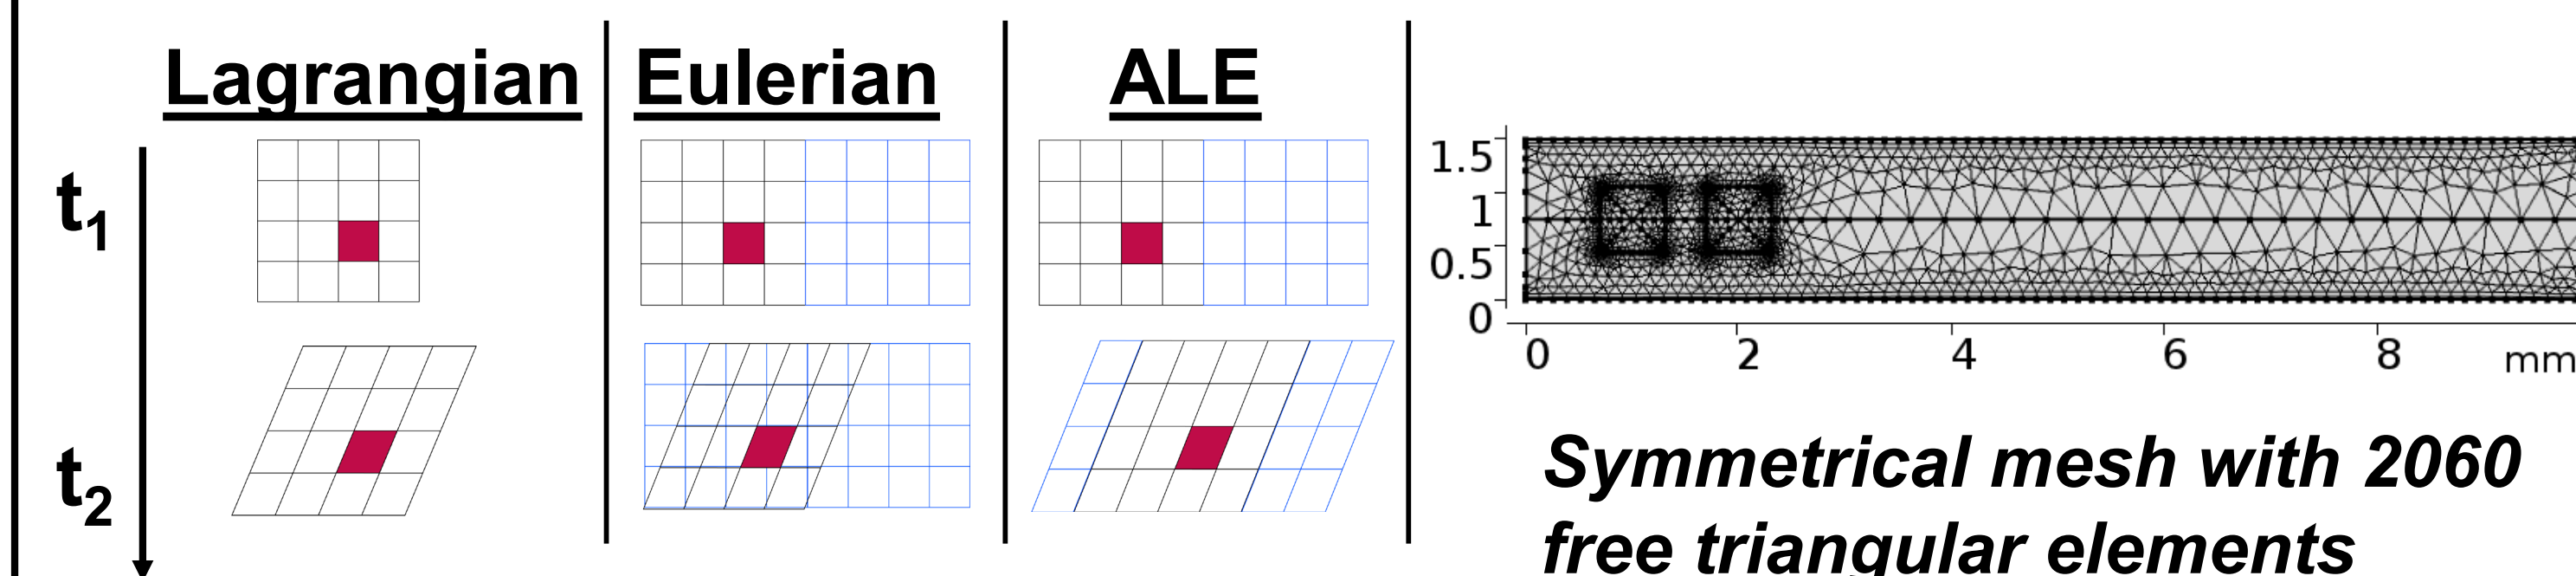 Lagrangian
Eulerian
ALE
t1
t2
1.5
1
0.5
0
0 2 4 6 8 mm
Symmetrical mesh with 2060
free triangular elements